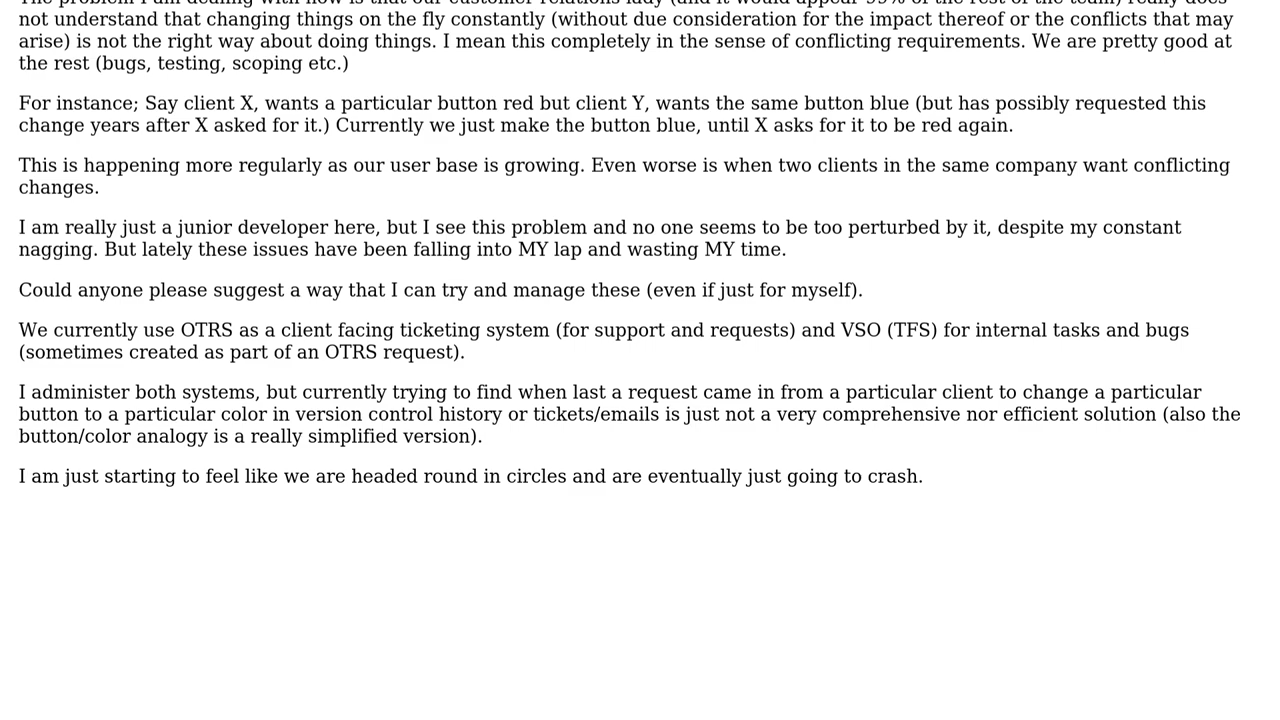 not understand that changing things on the fly constantly (without due consideration for the impact thereof or the conflicts that may
arise) is not the right way about doing things. I mean this completely in the sense of conflicting requirements. We are pretty good at
the rest (bugs, testing, scoping etc.)
For instance; Say client X, wants a particular button red but client Y, wants the same button blue (but has possibly requested this
change years after X asked for it.) Currently we just make the button blue, until X asks for it to be red again.
This is happening more regularly as our user base is growing. Even worse is when two clients in the same company want conflicting
changes.
I am really just a junior developer here, but I see this problem and no one seems to be too perturbed by it, despite my constant
nagging. But lately these issues have been falling into MY lap and wasting MY time.
Could anyone please suggest a way that I can try and manage these (even if just for myself).
We currently use OTRS as a client facing ticketing system (for support and requests) and VSO (TFS) for internal tasks and bugs
(sometimes created as part of an OTRS request).
I administer both systems, but currently trying to find when last a request came in from a particular client to change a particular
button to a particular color in version control history or tickets/emails is just not a very comprehensive nor efficient solution (also the
button/color analogy is a really simplified version).
I am just starting to feel like we are headed round in circles and are eventually just going to crash.